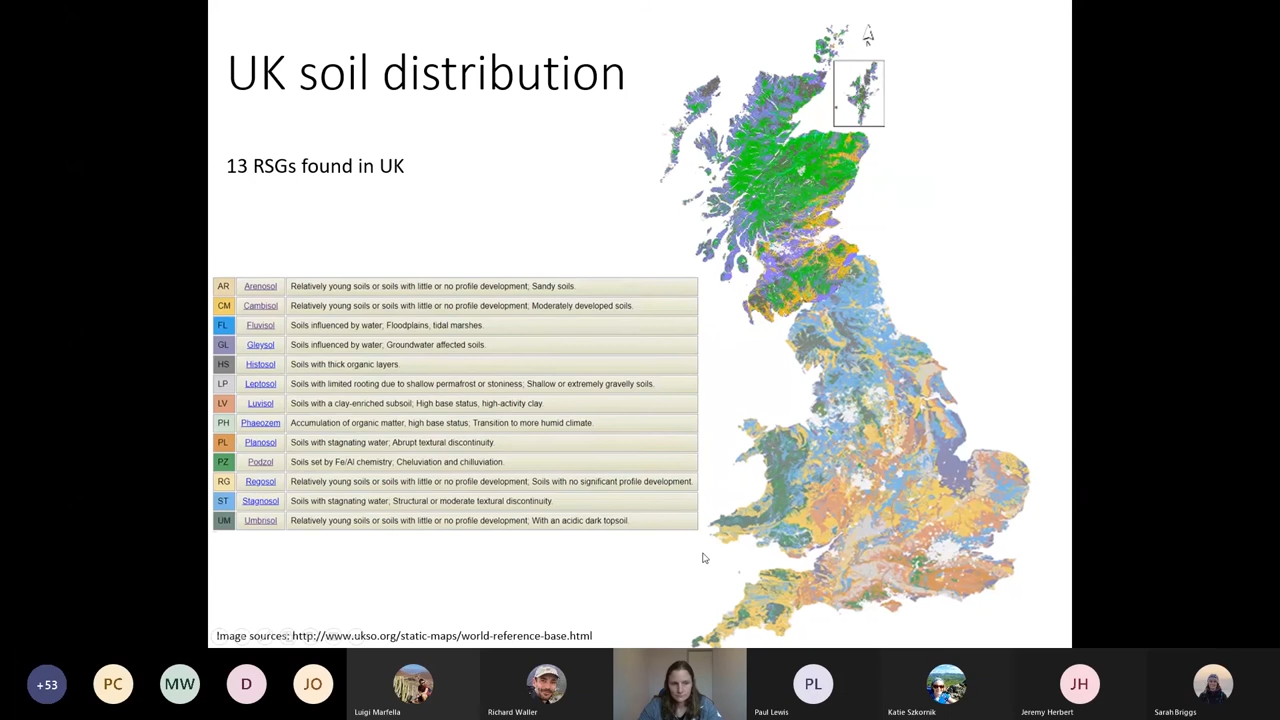 UK soil distribution
13 RSGs found in UK
AR Arenosol Relatively young soils or soils with little or no profile development; Sandy soils.
CM Cambisol Relatively young soils or soils with little or no profile development; Moderately developed soils.
FL Fluvisol Soils influenced by water; Floodplains, tidal marshes.
GL Gleysol Soils influenced by water; Groundwater affected soils.
HS Histosol Soils with thick organic layers.
LP Leptosol Soils with limited rooting due to shallow permafrost or stoniness; Shallow or extremely gravelly soils.
LV Luvisol Soils with a clay-enriched subsoil; High base status, high-activity clay.
PH Phaeozem Accumulation of organic matter, high base status; Transition to more humid climate.
PL Planosol Soils with stagnating water; Abrupt textural discontinuity.
PZ Podzol Soils set by Fe/Al chemistry; Cheluviation and chilluviation.
RG Regosol Relatively young soils or soils with little or no profile development; Soils with no significant profile development.
ST Stagnosol Soils with stagnating water; Structural or moderate textural discontinuity.
UM Umbrisol Relatively young soils or soils with little or no profile development; With an acidic dark topsoil.
Image sources: http://www.ukso.org/static-maps/world-reference-base.html
+53 PC MW D JO PL JH
Luigi Marfella Richard Waller Paul Lewis Katie Szkornik Jeremy Herbert Sarah Briggs